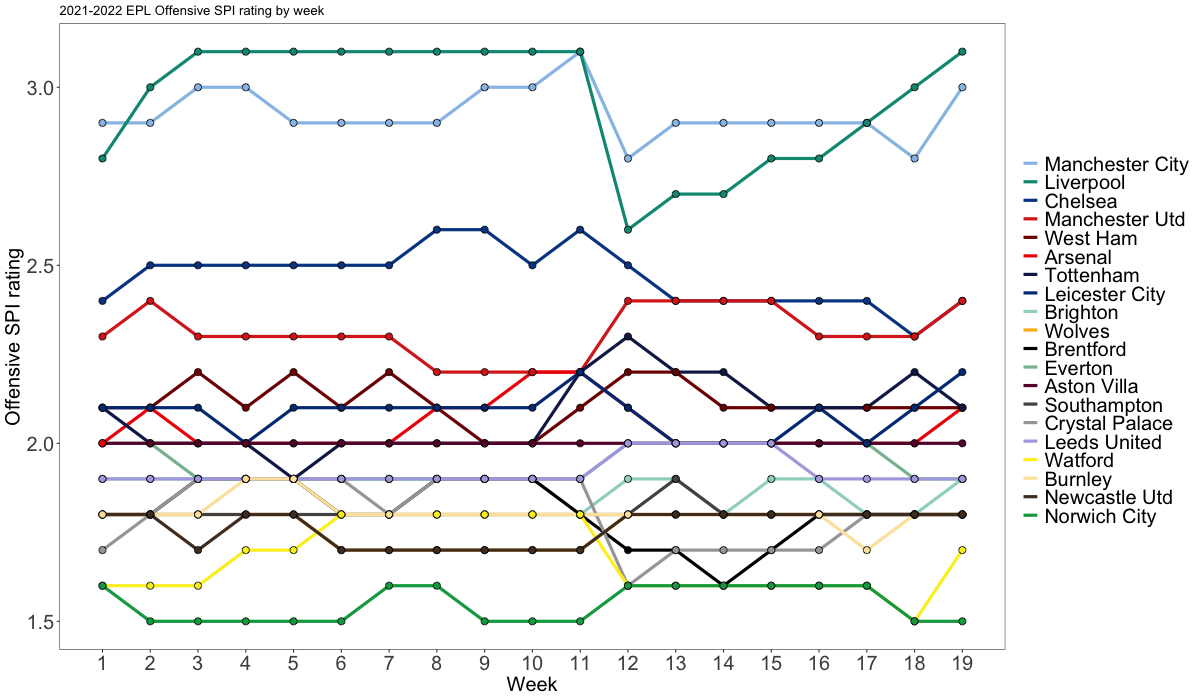 2021-2022 EPL Offensive SPI rating by week
Offensive SPI rating
3.0
2.5
2.0
1.5
1 2 3 4 5 6 7 8 9 10 11 12 13 14 15 16 17 18 19
Week
Manchester City
Liverpool
Chelsea
Manchester Utd
West Ham
Arsenal
Tottenham
Leicester City
Brighton
Wolves
Brentford
Everton
Aston Villa
Southampton
Crystal Palace
Leeds United
Watford
Burnley
Newcastle Utd
Norwich City